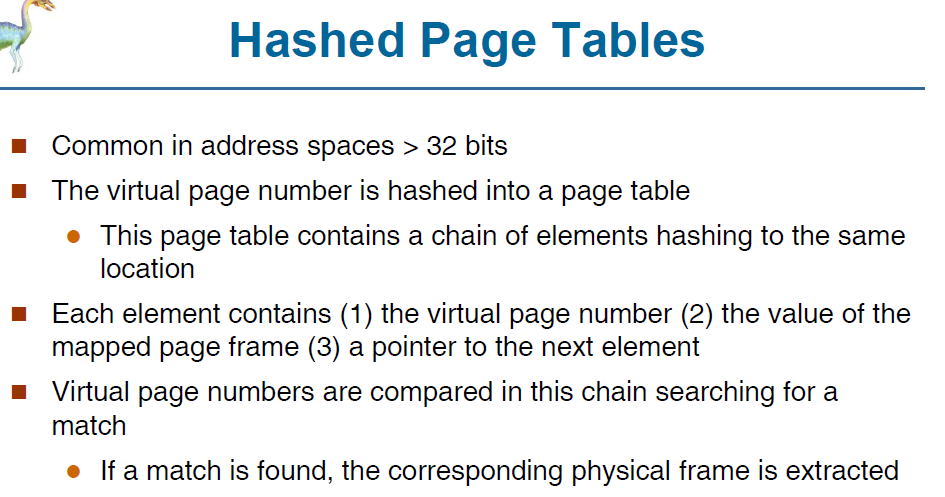 Hashed Page Tables
Common in address spaces > 32 bits
The virtual page number is hashed into a page table
This page table contains a chain of elements hashing to the same
location
Each element contains (1) the virtual page number (2) the value of the
mapped page frame (3) a pointer to the next element
Virtual page numbers are compared in this chain searching for a
match
If a match is found, the corresponding physical frame is extracted